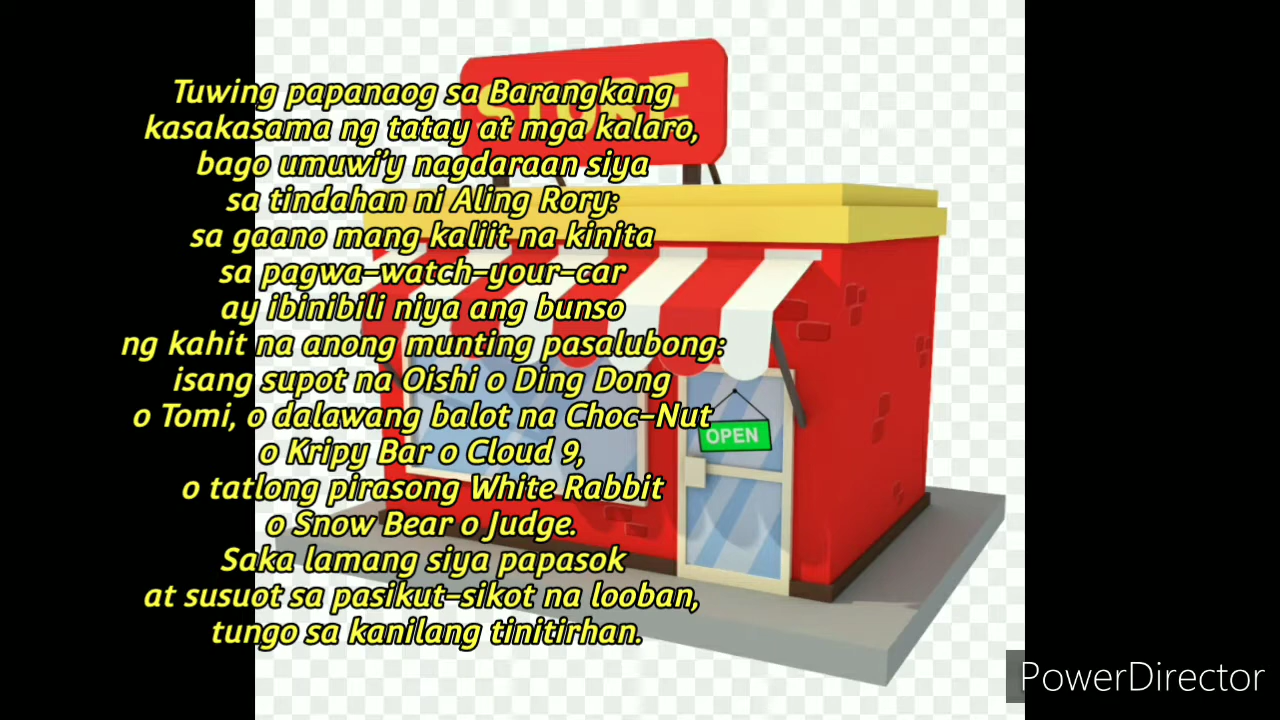 STORE
Tuwing papanaog sa Barangkang
kasakasama ng tatay at mga kalaro,
bago umuwi'y nagdaraan siya
sa tindahan ni Aling Rory:
sa gaano mang kaliit na kinita
sa pagwa-watch-your-car
ay ibinibili niya ang bunso
ng kahit na anong munting pasalubong:
isang supot na Oishi o Ding Dong
o Tomi, o dalawang balot na Choc-Nut
o Kripy Bar o Cloud 9,
o tatlong pirasong White Rabbit
o Snow Bear o Judge.
Saka lamang siya papasok
at susuot sa pasikut-sikot na looban,
tungo sa kanilang tinitirhan.
OPEN
PowerDirector